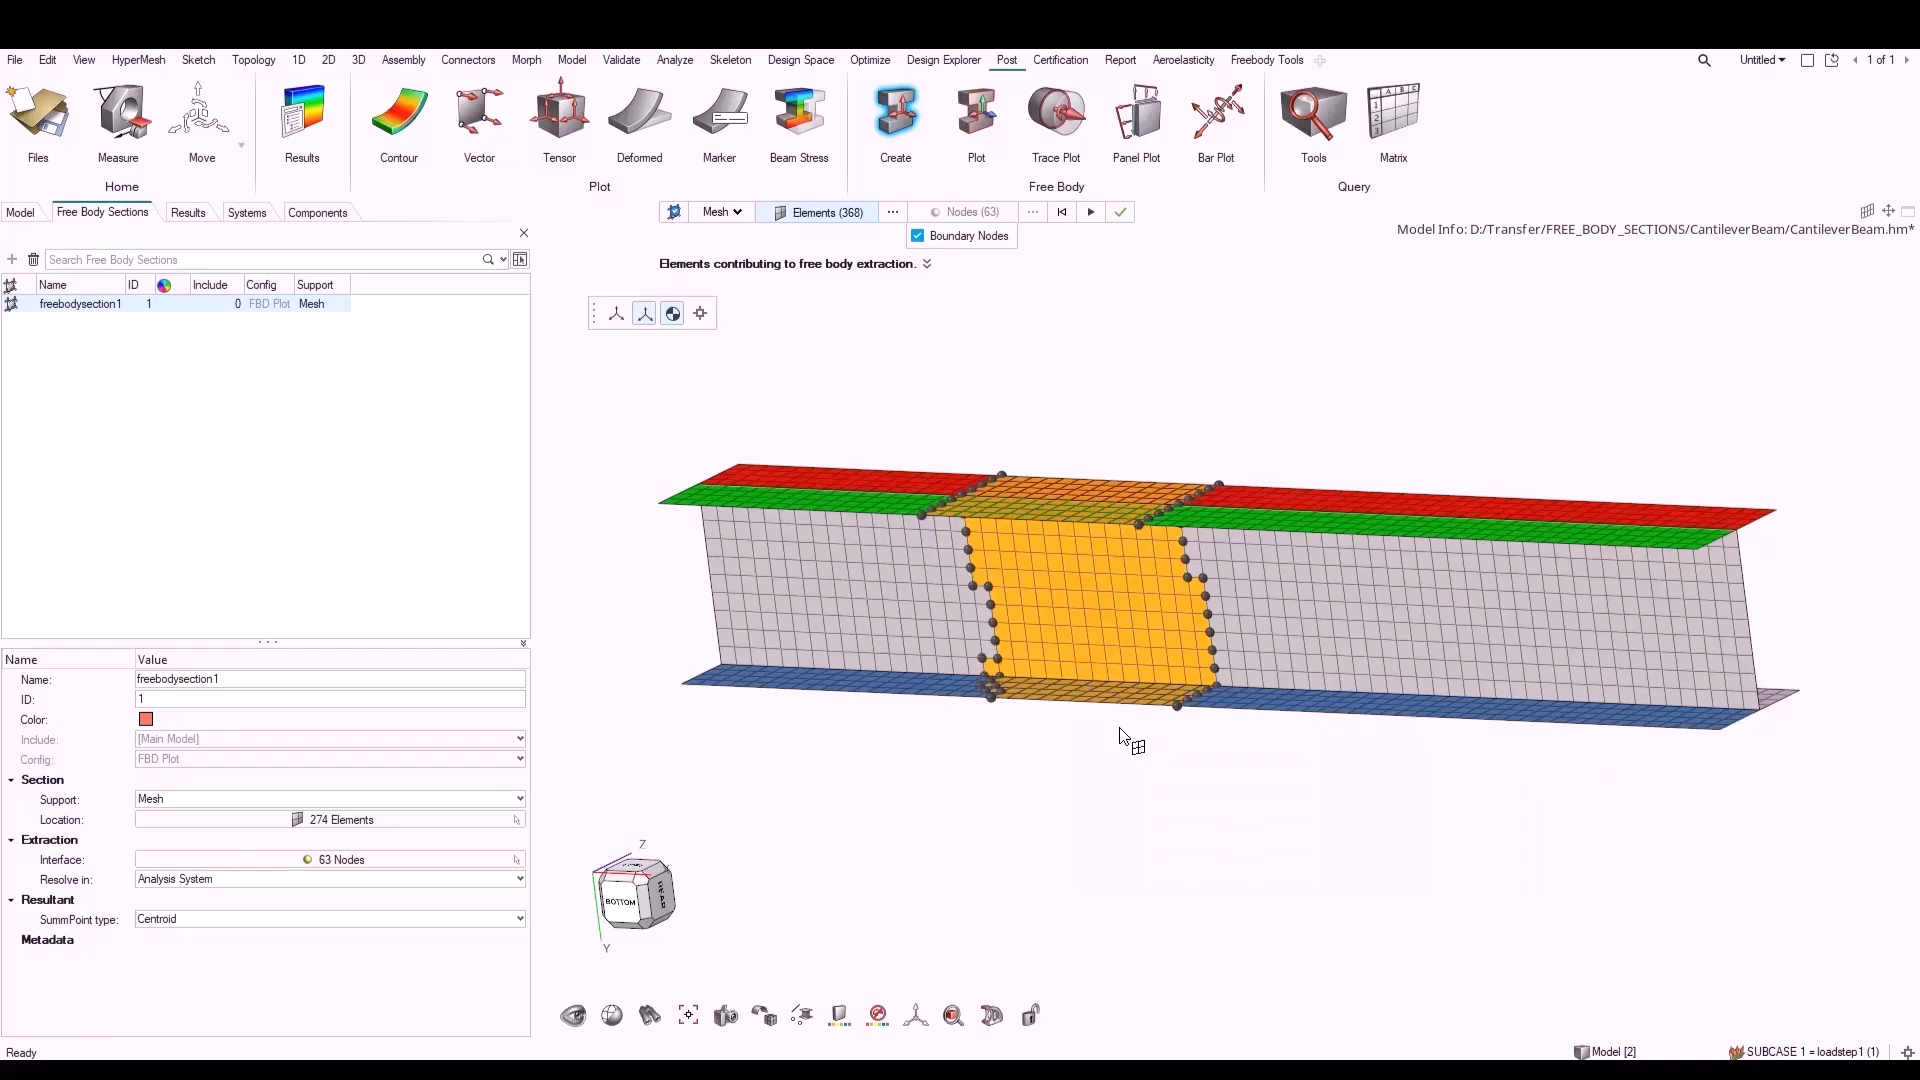 File Edit View HyperMesh Sketch Topology 1D 2D 3D Assembly Connectors Morph Model Validate Analyze Skeleton Design Space Optimize Design Explorer Post Certification Report Aeroelasticity Freebody Tools Untitled 1 of 1
Files Measure Move Results Contour Vector Tensor Deformed Marker Beam Stress Create Plot Trace Plot Panel Plot Bar Plot Tools Matrix
Home Plot Free Body Query
Model Free Body Sections Results Systems Components
Mesh Elements (368) ... Nodes (63) ...
Boundary Nodes
Model Info: D:/Transfer/FREE_BODY_SECTIONS/CantileverBeam/CantileverBeam.hm*
Search Free Body Sections
Elements contributing to free body extraction.
Name ID Include Config Support
freebodysection1 1 0 FBD Plot Mesh
Name Value
Name: freebodysection1
ID: 1
Color:
Include: [Main Model]
Config: FBD Plot
Section
Support: Mesh
Location: 274 Elements
Extraction
Interface: 63 Nodes
Resolve in: Analysis System
Resultant
SummPoint type: Centroid
Metadata
Z
BOTTOM
REAR
Y
Ready Model [2] SUBCASE 1 = loadstep1 (1)